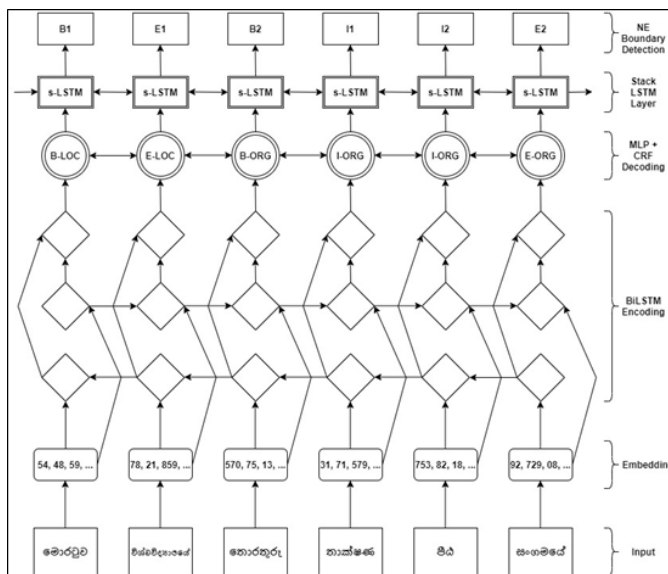 B1 E1 B2 I1 I2 E2
NE
Boundary
Detection
s-LSTM s-LSTM s-LSTM s-LSTM s-LSTM s-LSTM
Stack
LSTM
Layer
B-LOC E-LOC B-ORG I-ORG I-ORG E-ORG
MLP +
CRF
Decoding
BiLSTM
Encoding
54, 48, 59, ... 78, 21, 859, ... 570, 75, 13, ... 31, 71, 579, ... 753, 82, 18, ... 92, 729, 08, ...
Embeddin
මොරටුව විශ්වවිද්‍යාලයේ තොරතුරු තාක්ෂණ පීඨ සංගමයේ
Input